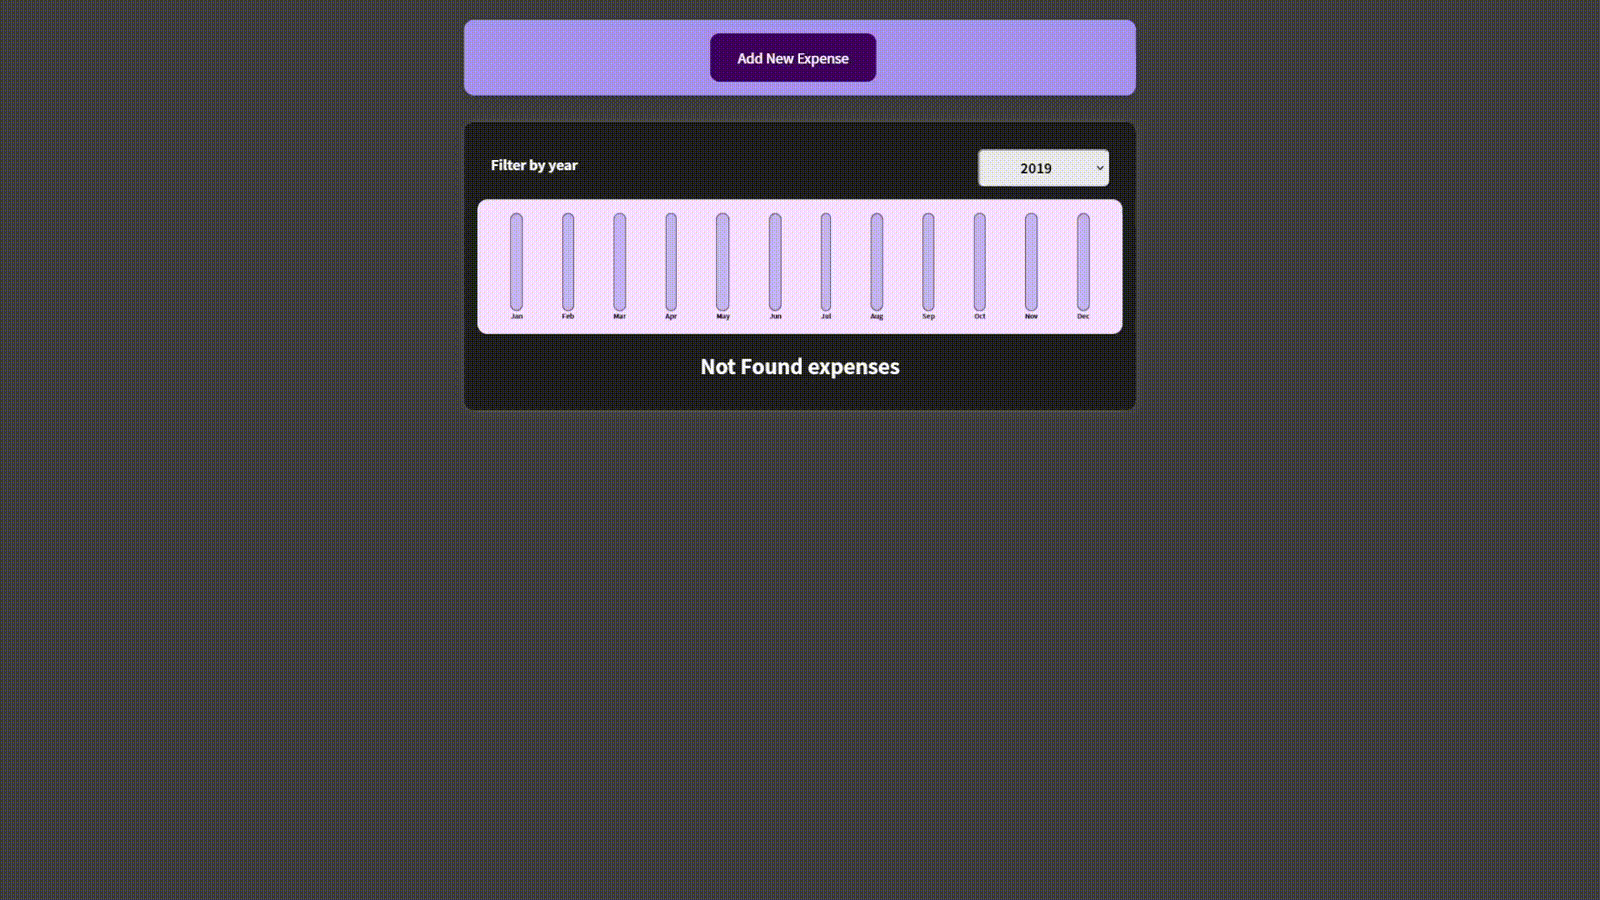 Add New Expense
Filter by year
2019
Jan Feb Mar Apr May Jun Jul Aug Sep Oct Nov Dec
Not Found expenses